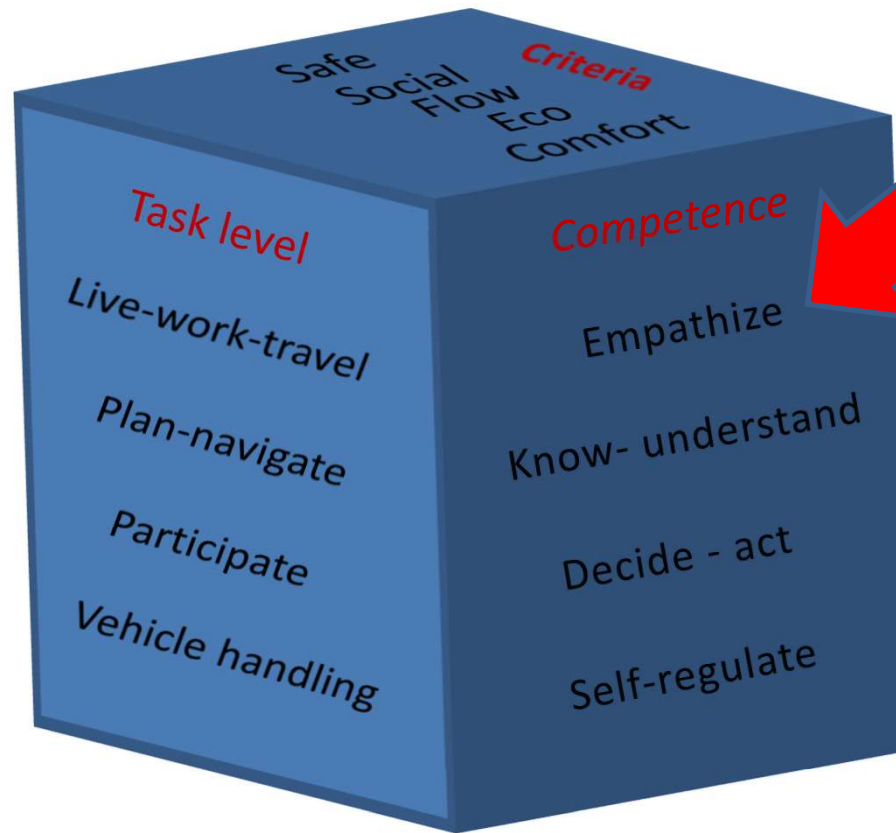 Criteria
Safe
Social
Flow
Eco
Comfort
Task level
Live-work-travel
Plan-navigate
Participate
Vehicle handling
Competence
Empathize
Know- understand
Decide - act
Self-regulate